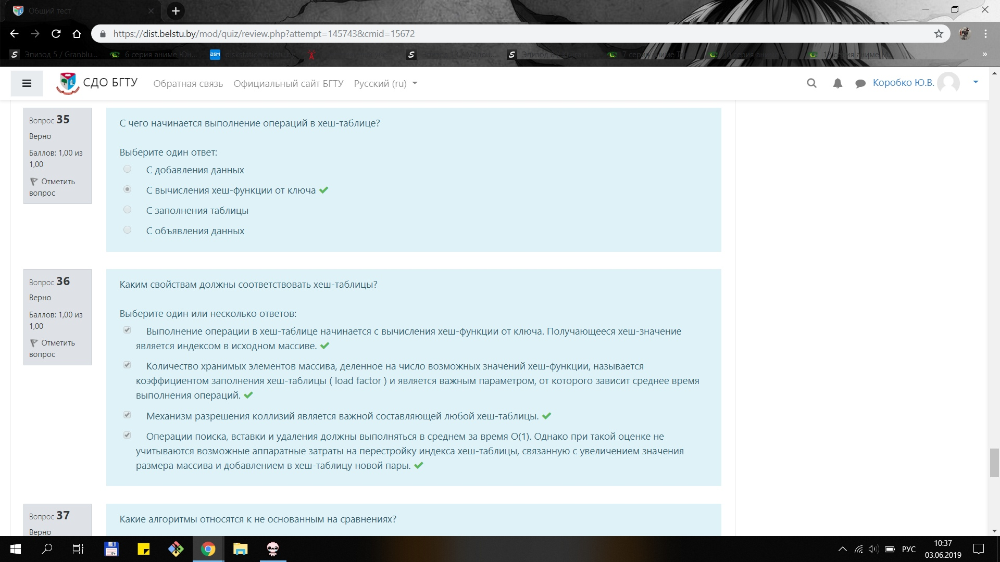 Общий тест
https://dist.belstu.by/mod/quiz/review.php?attempt=145743&cmid=15672
Эпизод 5 / Granblu...
6 серия аниме Юн...
DSM diskstation.belstu.by
7 серия аниме
10 серия аниме
12 серия аниме М...
»
СДО БГТУ
Обратная связь
Официальный сайт БГТУ
Русский (ru)
Коробко Ю.В.
Вопрос 35
Верно
Баллов: 1,00 из
1,00
Отметить
вопрос
С чего начинается выполнение операций в хеш-таблице?
Выберите один ответ:
С добавления данных
С вычисления хеш-функции от ключа
С заполнения таблицы
С объявления данных
Вопрос 36
Верно
Баллов: 1,00 из
1,00
Отметить
вопрос
Каким свойствам должны соответствовать хеш-таблицы?
Выберите один или несколько ответов:
Выполнение операции в хеш-таблице начинается с вычисления хеш-функции от ключа. Получающееся хеш-значение
является индексом в исходном массиве.
Количество хранимых элементов массива, деленное на число возможных значений хеш-функции, называется
коэффициентом заполнения хеш-таблицы ( load factor ) и является важным параметром, от которого зависит среднее время
выполнения операций.
Механизм разрешения коллизий является важной составляющей любой хеш-таблицы.
Операции поиска, вставки и удаления должны выполняться в среднем за время O(1). Однако при такой оценке не
учитываются возможные аппаратные затраты на перестройку индекса хеш-таблицы, связанную с увеличением значения
размера массива и добавлением в хеш-таблицу новой пары.
Вопрос 37
Верно
Какие алгоритмы относятся к не основанным на сравнениях?
64
РУС
10:37
03.06.2019